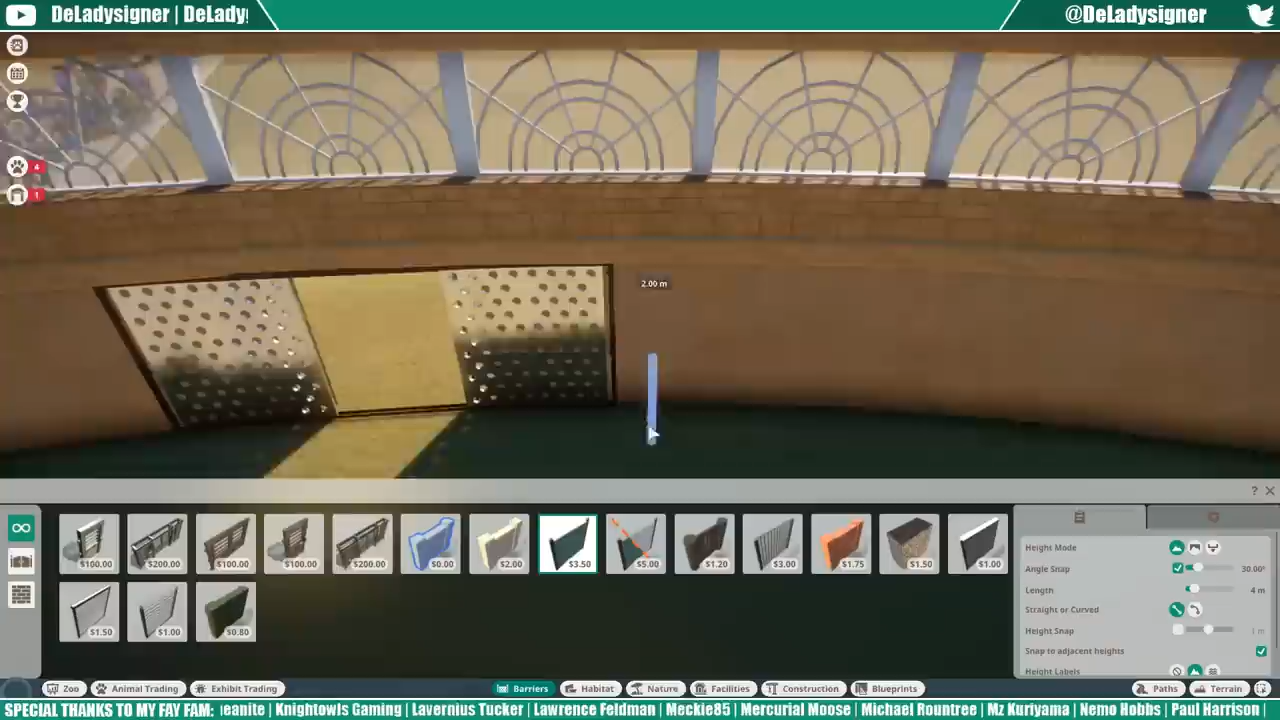 DeLadysigner | DeLady
@DeLadysigner
4
1
2.00 m
?
$100.00 $200.00 $100.00 $100.00 $200.00 $0.00 $2.00 $3.50 $5.00 $1.20 $3.00 $1.75 $1.50 $1.00
$1.50 $1.00 $0.80
Height Mode
Angle Snap 30.00°
Length 4 m
Straight or Curved
Height Snap 1 m
Snap to adjacent heights
Height Labels
Zoo Animal Trading Exhibit Trading Barriers Habitat Nature Facilities Construction Blueprints Paths Terrain
SPECIAL THANKS TO MY FAY FAM: eanite | Knightowls Gaming | Lavernius Tucker | Lawrence Feldman | Meckie85 | Mercurial Moose | Michael Rountree | Mz Kuriyama | Nemo Hobbs | Paul Harrison |